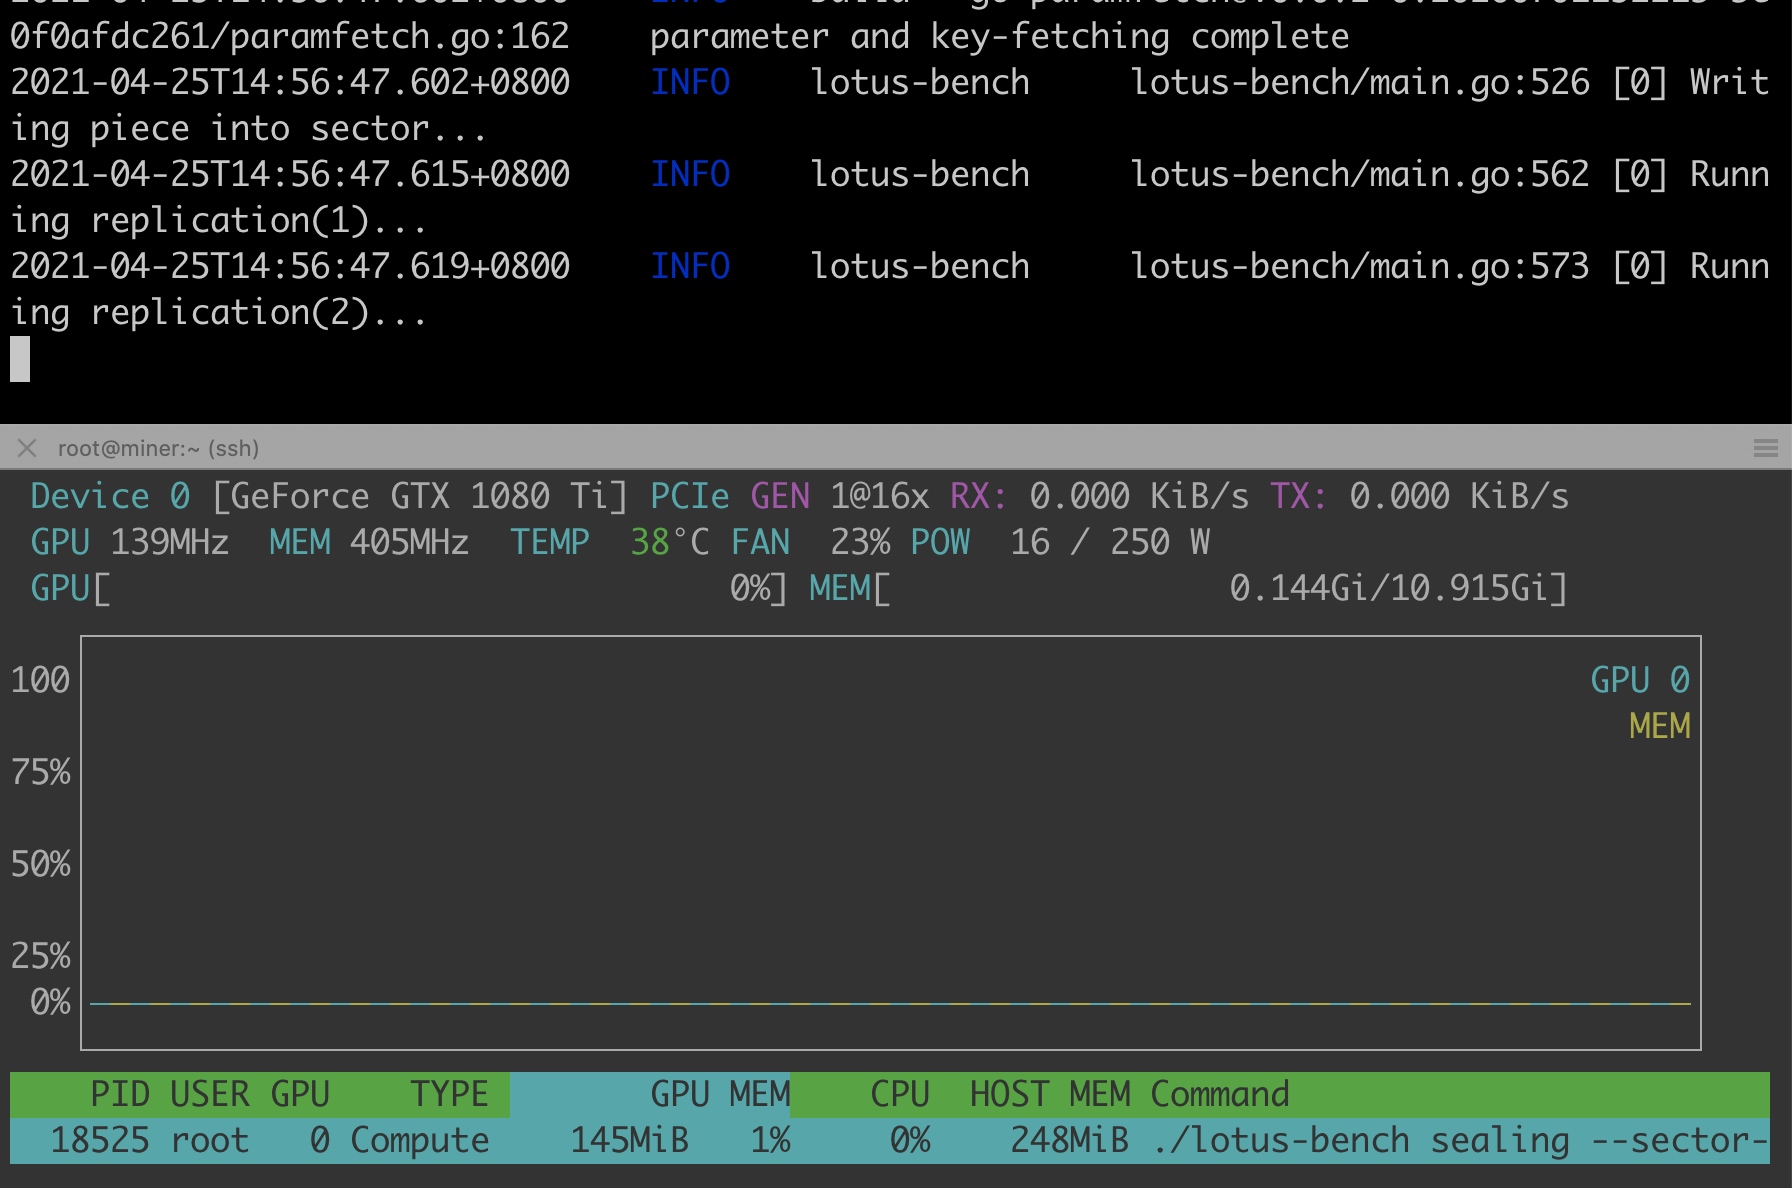 0f0afdc261/paramfetch.go:162    parameter and key-fetching complete
2021-04-25T14:56:47.602+0800    INFO    lotus-bench     lotus-bench/main.go:526 [0] Writ
ing piece into sector...
2021-04-25T14:56:47.615+0800    INFO    lotus-bench     lotus-bench/main.go:562 [0] Runn
ing replication(1)...
2021-04-25T14:56:47.619+0800    INFO    lotus-bench     lotus-bench/main.go:573 [0] Runn
ing replication(2)...
root@miner:~ (ssh)
Device 0 [GeForce GTX 1080 Ti] PCIe GEN 1@16x RX: 0.000 KiB/s TX: 0.000 KiB/s
GPU 139MHz  MEM 405MHz  TEMP  38°C FAN  23% POW  16 / 250 W
GPU[                               0%] MEM[                 0.144Gi/10.915Gi]
100
GPU 0
MEM
75%
50%
25%
0%
PID USER GPU    TYPE        GPU MEM    CPU  HOST MEM Command
18525 root   0 Compute    145MiB   1%     0%    248MiB ./lotus-bench sealing --sector-